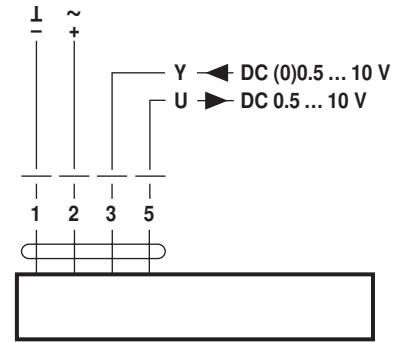 ⊥ ~
– +
Y DC (0)0.5 ... 10 V
U DC 0.5 ... 10 V
1 2 3 5